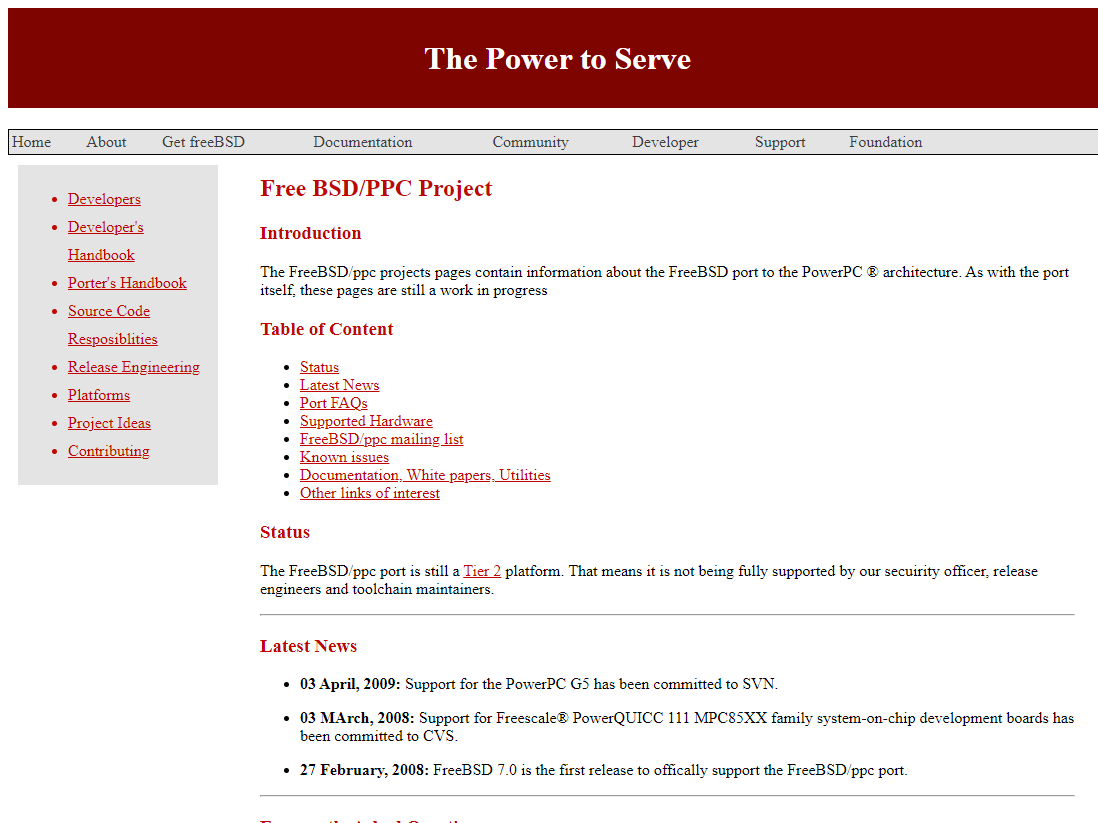 The Power to Serve
Home About Get freeBSD Documentation Community Developer Support Foundation
Developers
Developer's
Handbook
Porter's Handbook
Source Code
Resposiblities
Release Engineering
Platforms
Project Ideas
Contributing
Free BSD/PPC Project
Introduction
The FreeBSD/ppc projects pages contain information about the FreeBSD port to the PowerPC ® architecture. As with the port
itself, these pages are still a work in progress
Table of Content
Status
Latest News
Port FAQs
Supported Hardware
FreeBSD/ppc mailing list
Known issues
Documentation, White papers, Utilities
Other links of interest
Status
The FreeBSD/ppc port is still a Tier 2 platform. That means it is not being fully supported by our secuirity officer, release
engineers and toolchain maintainers.
Latest News
03 April, 2009: Support for the PowerPC G5 has been committed to SVN.
03 MArch, 2008: Support for Freescale® PowerQUICC 111 MPC85XX family system-on-chip development boards has
been committed to CVS.
27 February, 2008: FreeBSD 7.0 is the first release to offically support the FreeBSD/ppc port.